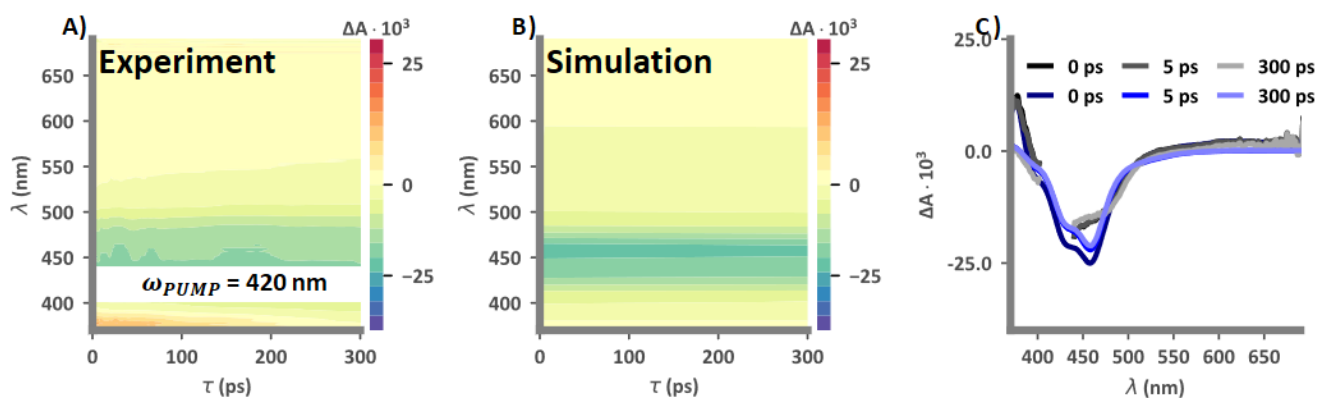 A)
ΔA · 10³
Experiment
λ (nm)
650
600
550
500
450
400
ω_PUMP = 420 nm
0
100
200
300
τ (ps)
25
0
−25
B)
ΔA · 10³
Simulation
λ (nm)
650
600
550
500
450
400
0
100
200
300
τ (ps)
25
0
−25
C)
25.0
0.0
-25.0
ΔA · 10³
0 ps 5 ps 300 ps
0 ps 5 ps 300 ps
400 450 500 550 600 650
λ (nm)